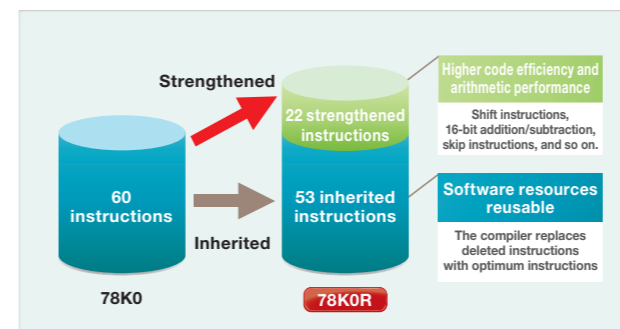 Strengthened
Higher code efficiency and
arithmetic performance
22 strengthened
instructions
Shift instructions,
16-bit addition/subtraction,
skip instructions, and so on.
60
instructions
53 inherited
instructions
Software resources
reusable
Inherited
The compiler replaces
deleted instructions
with optimum instructions
78K0
78K0R